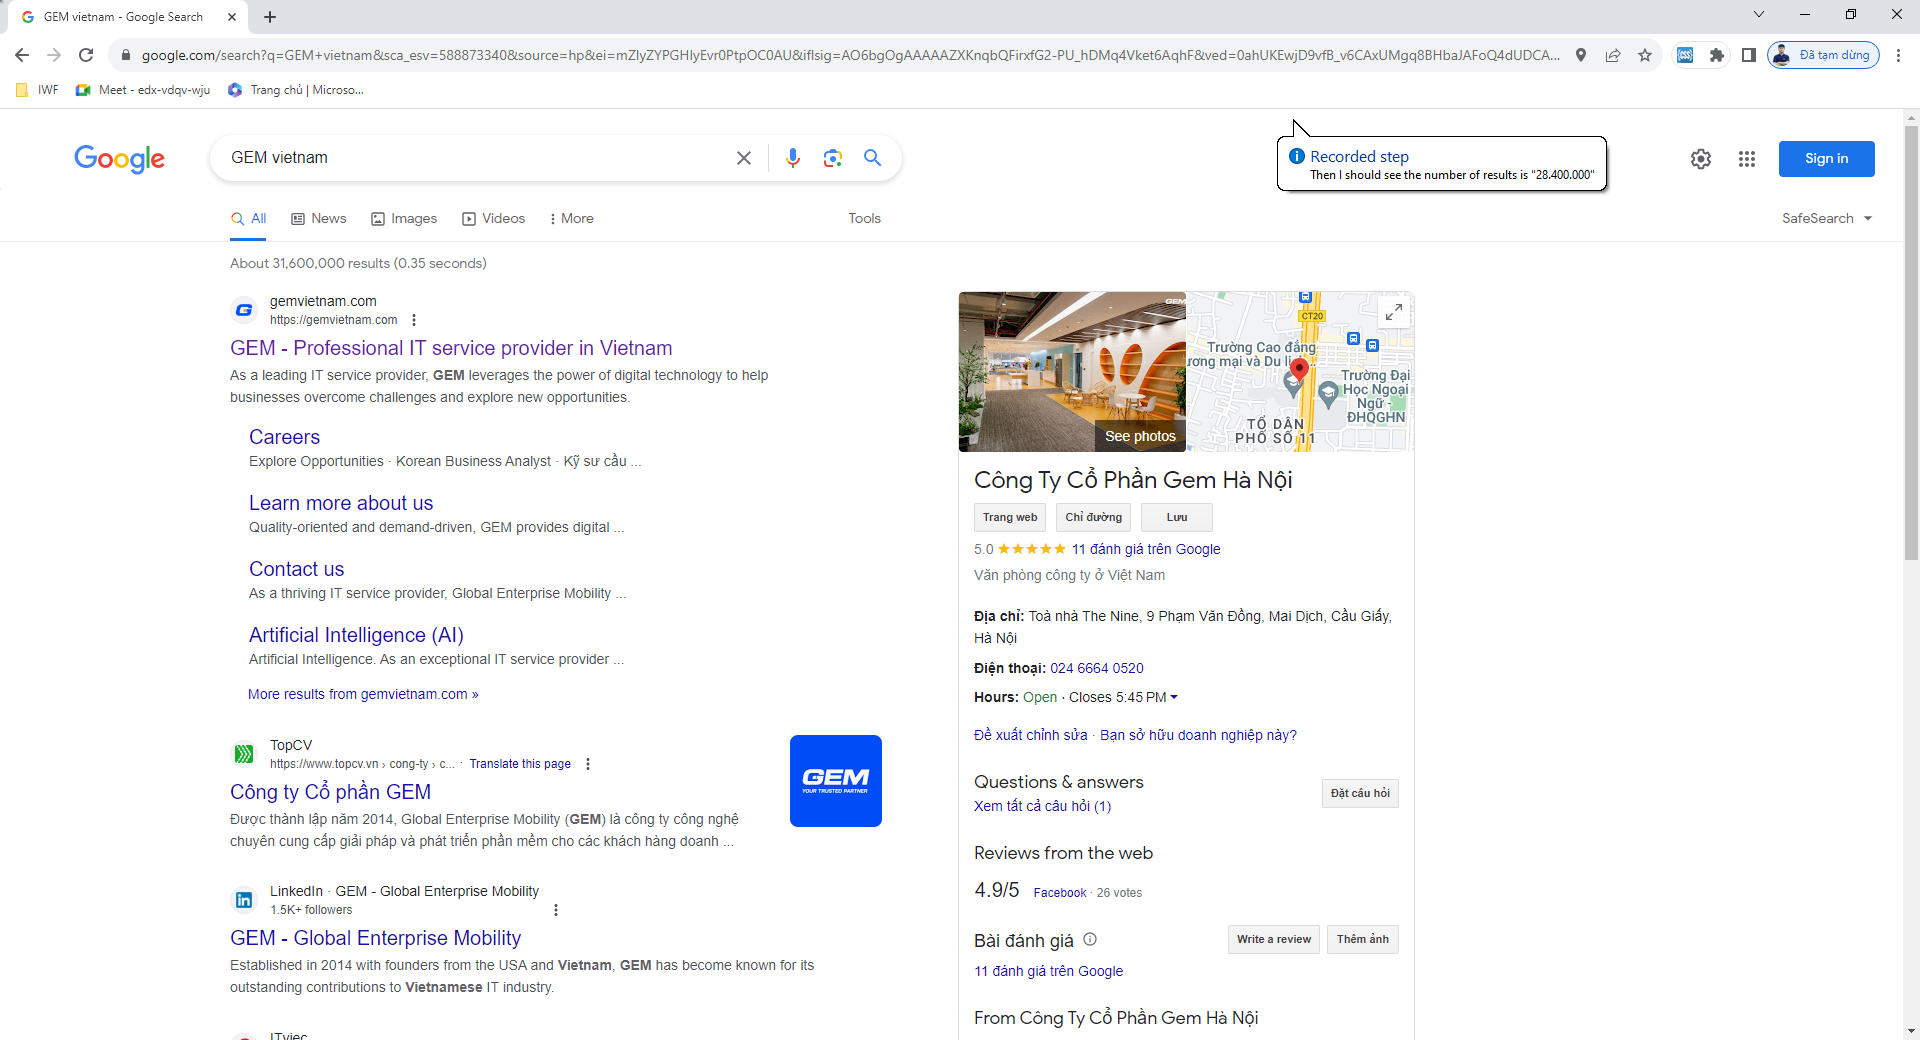 GEM vietnam - Google Search
google.com/search?q=GEM+vietnam&sca_esv=588873340&source=hp&ei=mZlyZYPGHIyEvr0PtpOC0AU&iflsig=AO6bgOgAAAAAZXKnqbQFirxfG2-PU_hDMq4Vket6AqhF&ved=0ahUKEwjD9vfB_v6CAxUMgq8BHbaJAFoQ4dUDCA...
Đã tạm dừng
IWF
Meet - edx-vdqv-wju
Trang chủ | Microso...
Google
GEM vietnam
Recorded step
Then I should see the number of results is "28.400.000"
Sign in
All
News
Images
Videos
More
Tools
SafeSearch
About 31,600,000 results (0.35 seconds)
gemvietnam.com
https://gemvietnam.com
GEM - Professional IT service provider in Vietnam
As a leading IT service provider, GEM leverages the power of digital technology to help
businesses overcome challenges and explore new opportunities.
Careers
Explore Opportunities · Korean Business Analyst · Kỹ sư cầu ...
Learn more about us
Quality-oriented and demand-driven, GEM provides digital ...
Contact us
As a thriving IT service provider, Global Enterprise Mobility ...
Artificial Intelligence (AI)
Artificial Intelligence. As an exceptional IT service provider ...
More results from gemvietnam.com »
TopCV
https://www.topcv.vn › cong-ty › c... · Translate this page
Công ty Cổ phần GEM
Được thành lập năm 2014, Global Enterprise Mobility (GEM) là công ty công nghệ
chuyên cung cấp giải pháp và phát triển phần mềm cho các khách hàng doanh ...
GEM
YOUR TRUSTED PARTNER
LinkedIn · GEM - Global Enterprise Mobility
1.5K+ followers
GEM - Global Enterprise Mobility
Established in 2014 with founders from the USA and Vietnam, GEM has become known for its
outstanding contributions to Vietnamese IT industry.
ITviec
GEM
See photos
CT20
Trường Cao đẳng
ương mại và Du lị...
Trường Đại
Học Ngoại
Ngữ -
ĐHQGHN
TỔ DÂN
PHỐ SỐ 11
Công Ty Cổ Phần Gem Hà Nội
Trang web
Chỉ đường
Lưu
5.0
11 đánh giá trên Google
Văn phòng công ty ở Việt Nam
Địa chỉ: Toà nhà The Nine, 9 Phạm Văn Đồng, Mai Dịch, Cầu Giấy,
Hà Nội
Điện thoại: 024 6664 0520
Hours: Open · Closes 5:45 PM
Đề xuất chỉnh sửa · Bạn sở hữu doanh nghiệp này?
Questions & answers
Xem tất cả câu hỏi (1)
Đặt câu hỏi
Reviews from the web
4.9/5
Facebook · 26 votes
Bài đánh giá
Write a review
Thêm ảnh
11 đánh giá trên Google
From Công Ty Cổ Phần Gem Hà Nội